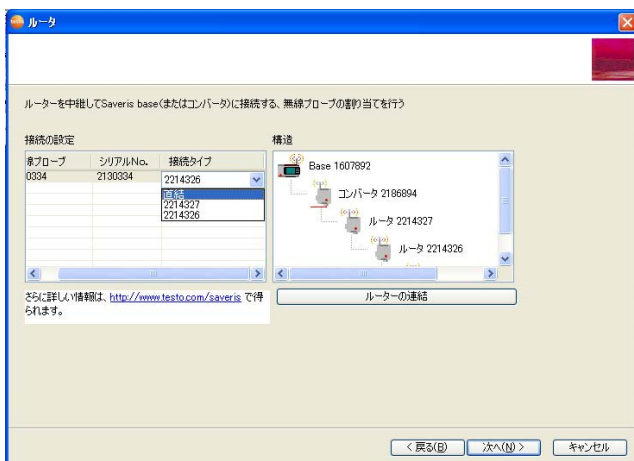 ルータ
ルーターを中継してSaveris base(またはコンバータ)に接続する、無線プローブの割り当てを行う
接続の設定
線プローブ シリアルNo. 接続タイプ
0334 2130334 2214326
直結
2214327
2214326
さらに詳しい情報は、http://www.testo.com/saveris で得
られます。
構造
Base 1607892
コンバータ 2186894
ルータ 2214327
ルータ 2214326
ルーターの連結
< 戻る(B)
次へ(N) >
キャンセル